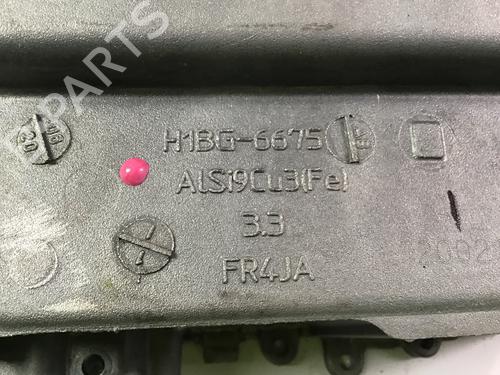 B-PARTS
H1BG-6675
AlSi9Cu3(Fe)
3.3
FR4JA